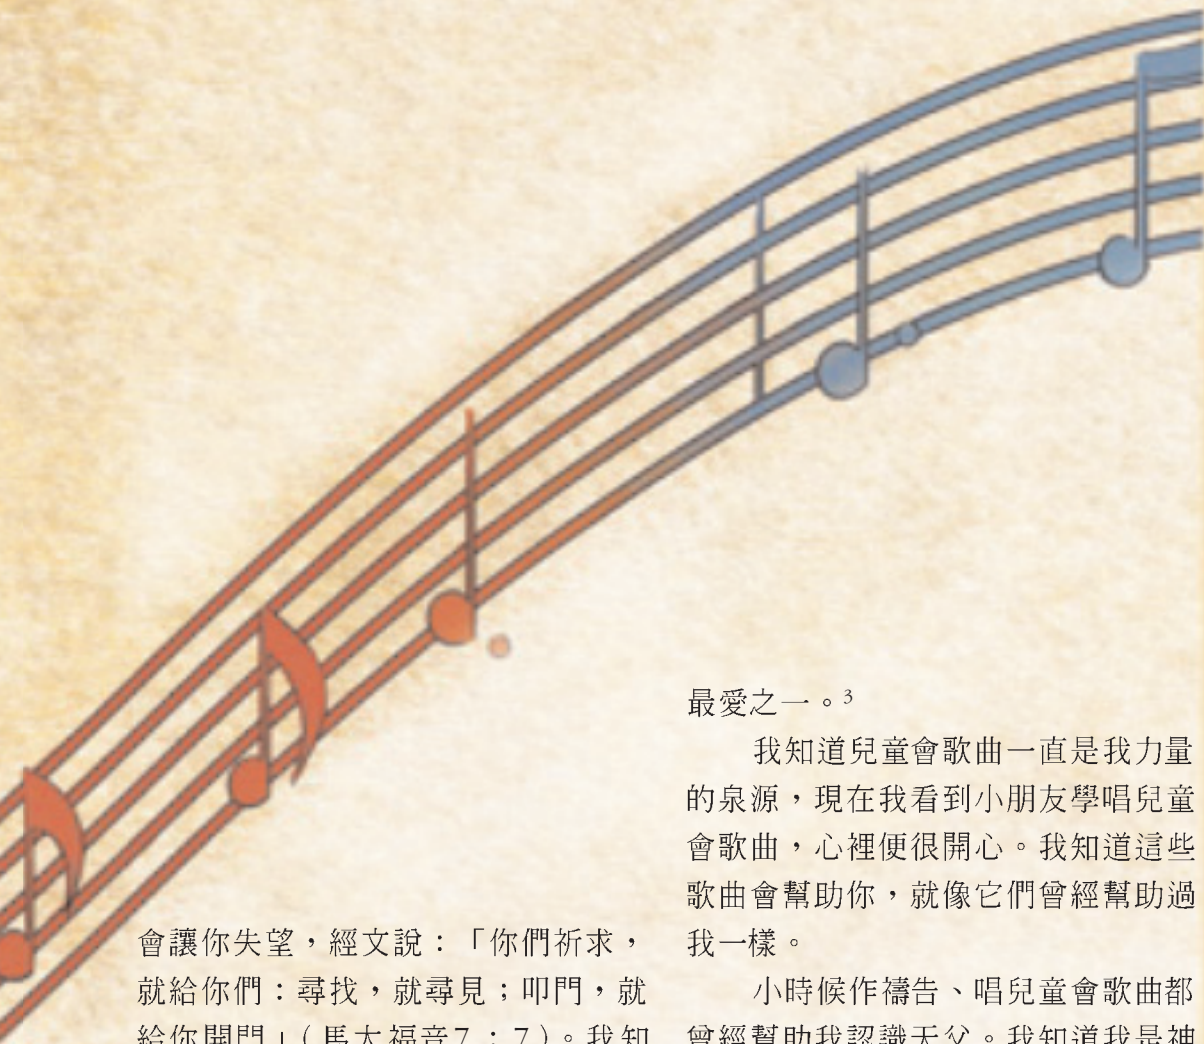 會讓你失望，經文說：「你們祈求，
就給你們：尋找，就尋見；叩門，就
給你開門」（馬太福音7：7）。我知
最愛之一。³
我知道兒童會歌曲一直是我力量
的泉源，現在我看到小朋友學唱兒童
會歌曲，心裡便很開心。我知道這些
歌曲會幫助你，就像它們曾經幫助過
我一樣。
小時候作禱告、唱兒童會歌曲都
曾經幫助我認識天父。我知道我是神